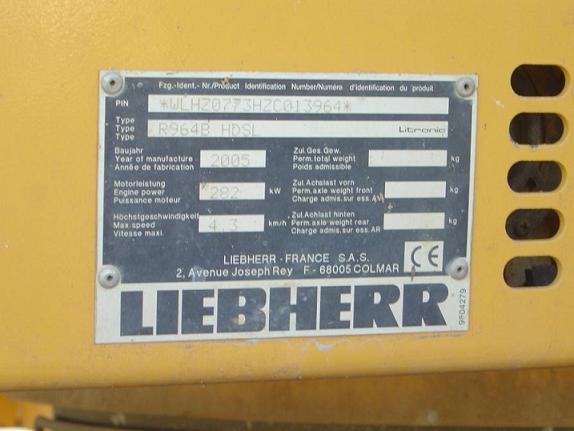 Fzg.-Ident.- Nr./Product Identification Number/Numéro d'identification du produit
PIN *WLHZ0773HZC013964*
Type
Type R964B HDSL Litronic
Type
Baujahr
Year of manufacture 2005
Année de fabrication
Zul.Ges.Gew.
Perm.total weight kg
Poids admissible
Motorleistung
Engine power 282 kW
Puissance moteur
Zul.Achslast vorn
Perm.axle weight front kg
Charge admis.sur ess.AV
Höchstgeschwindigkeit
Max.speed 4.3 km/h
Vitesse maxi.
Zul.Achlast hinten
Perm.axle weight rear kg
Charge admis.sur ess.AR
LIEBHERR - FRANCE S.A.S.
2, Avenue Joseph Rey F.- 68005 COLMAR
CE
LIEBHERR
9604279